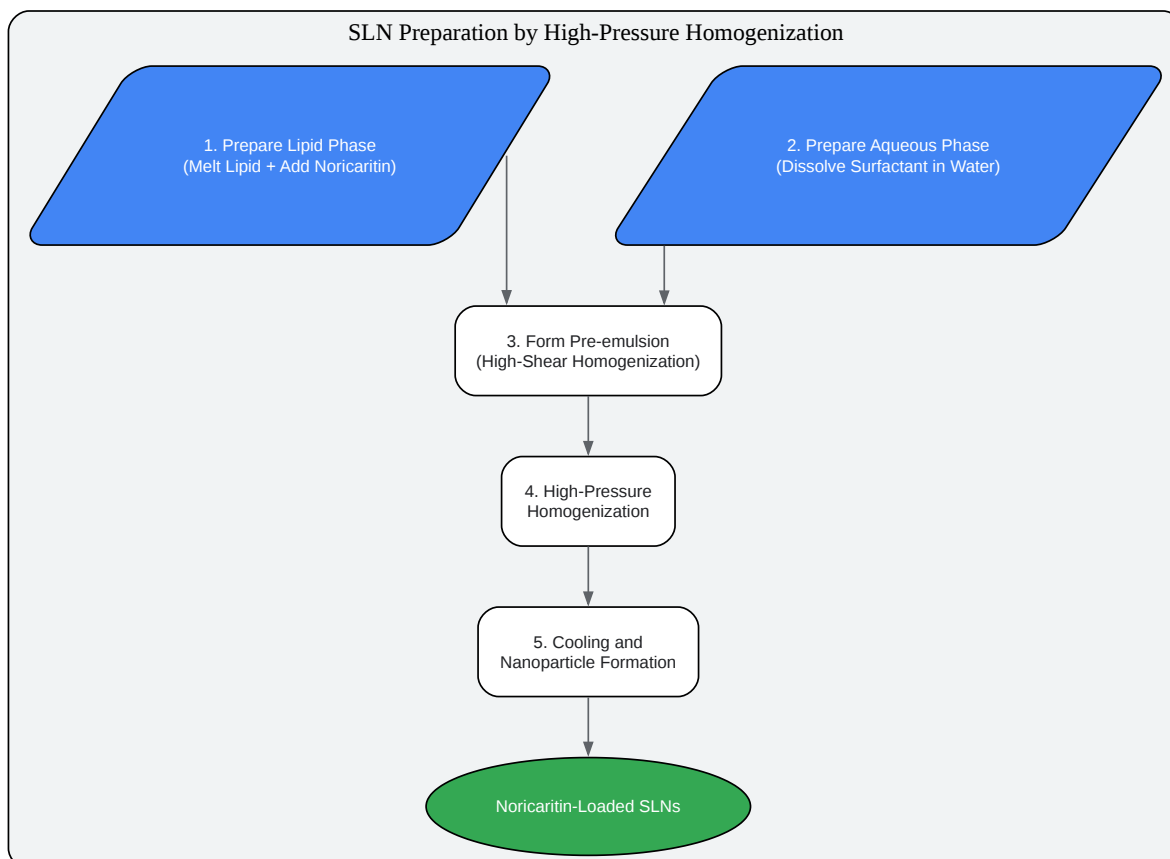 SLN Preparation by High-Pressure Homogenization
1. Prepare Lipid Phase
(Melt Lipid + Add Noricaritin)
2. Prepare Aqueous Phase
(Dissolve Surfactant in Water)
3. Form Pre-emulsion
(High-Shear Homogenization)
4. High-Pressure
Homogenization
5. Cooling and
Nanoparticle Formation
Noricaritin-Loaded SLNs